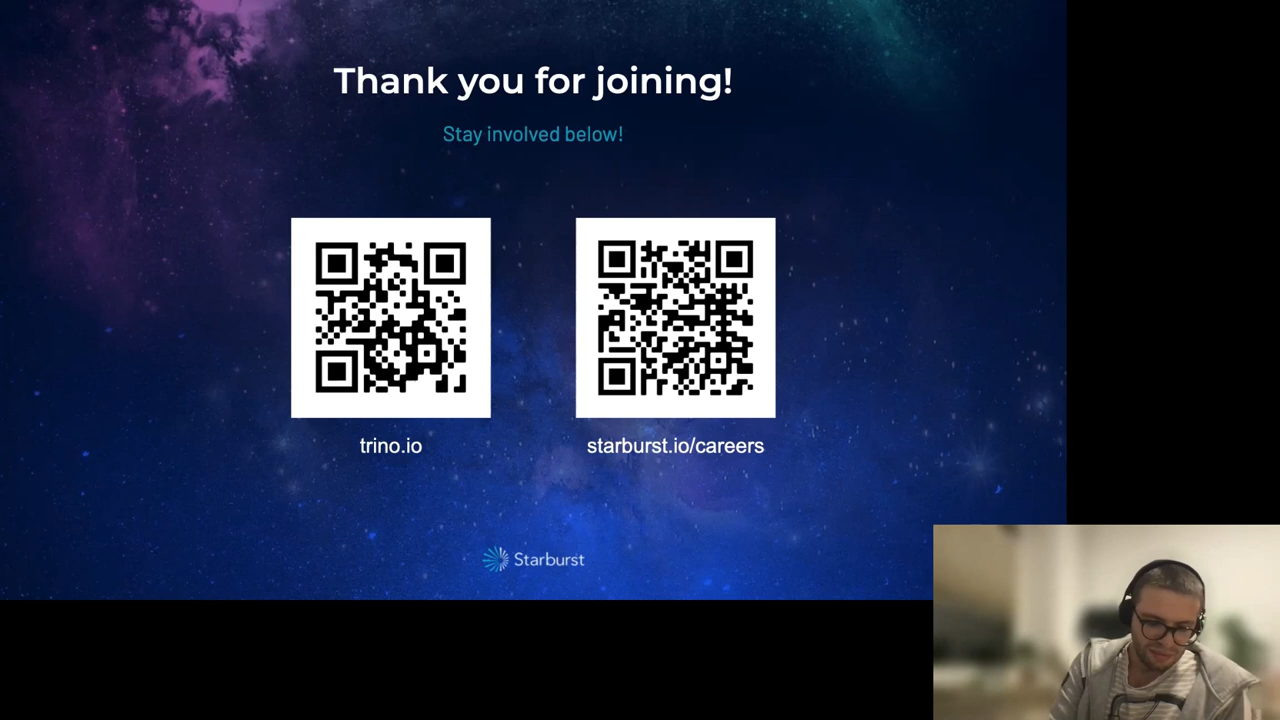 Thank you for joining!
Stay involved below!
trino.io
starburst.io/careers
Starburst